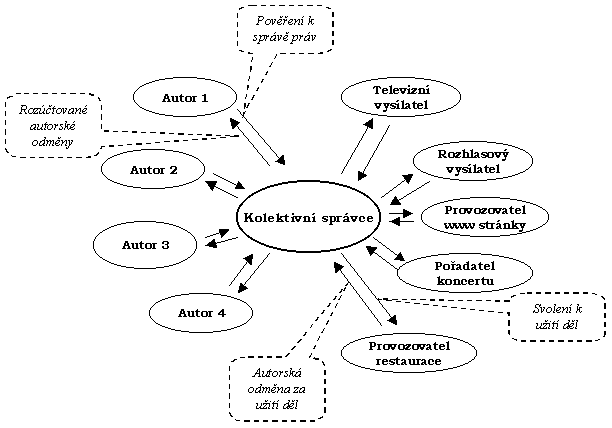 Pověření k
správě práv
Autor 1
Televizní
vysílatel
Rozúčtované
autorské
odměny
Autor 2
Rozhlasový
vysílatel
Kolektivní správce
Provozovatel
www stránky
Autor 3
Pořadatel
koncertu
Autor 4
Svolení k
užití děl
Provozovatel
restaurace
Autorská
odměna za
užití děl